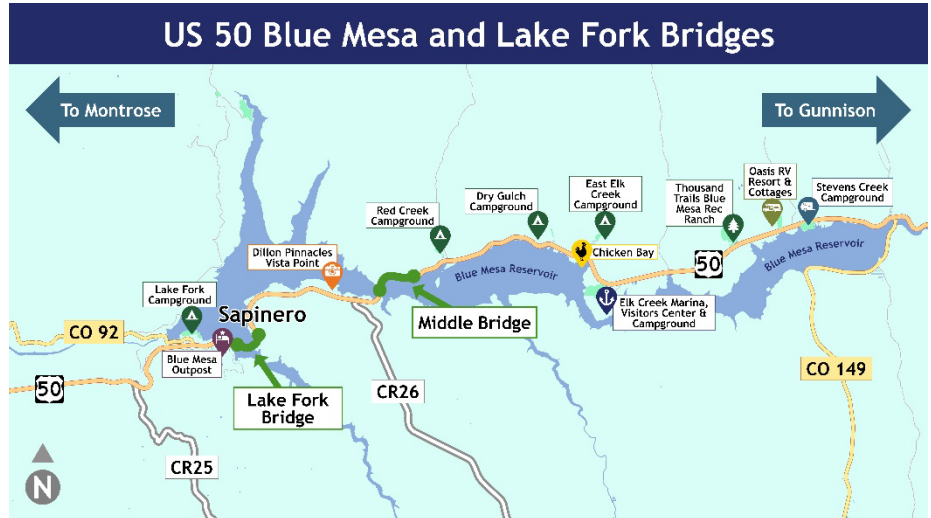 US 50 Blue Mesa and Lake Fork Bridges
To Montrose
To Gunnison
Oasis RV
Resort &
Cottages
Stevens Creek
Campground
Thousand
Trails Blue
Mesa Rec
Ranch
East Elk
Creek
Campground
Dry Gulch
Campground
Red Creek
Campground
Chicken Bay
Dillon Pinnacles
Vista Point
Blue Mesa Reservoir
Blue Mesa Reservoir
50
Lake Fork
Campground
Sapinero
Elk Creek Marina,
Visitors Center &
Campground
Middle Bridge
CO 92
Blue Mesa
Outpost
CO 149
50
Lake Fork
Bridge
CR26
CR25
N